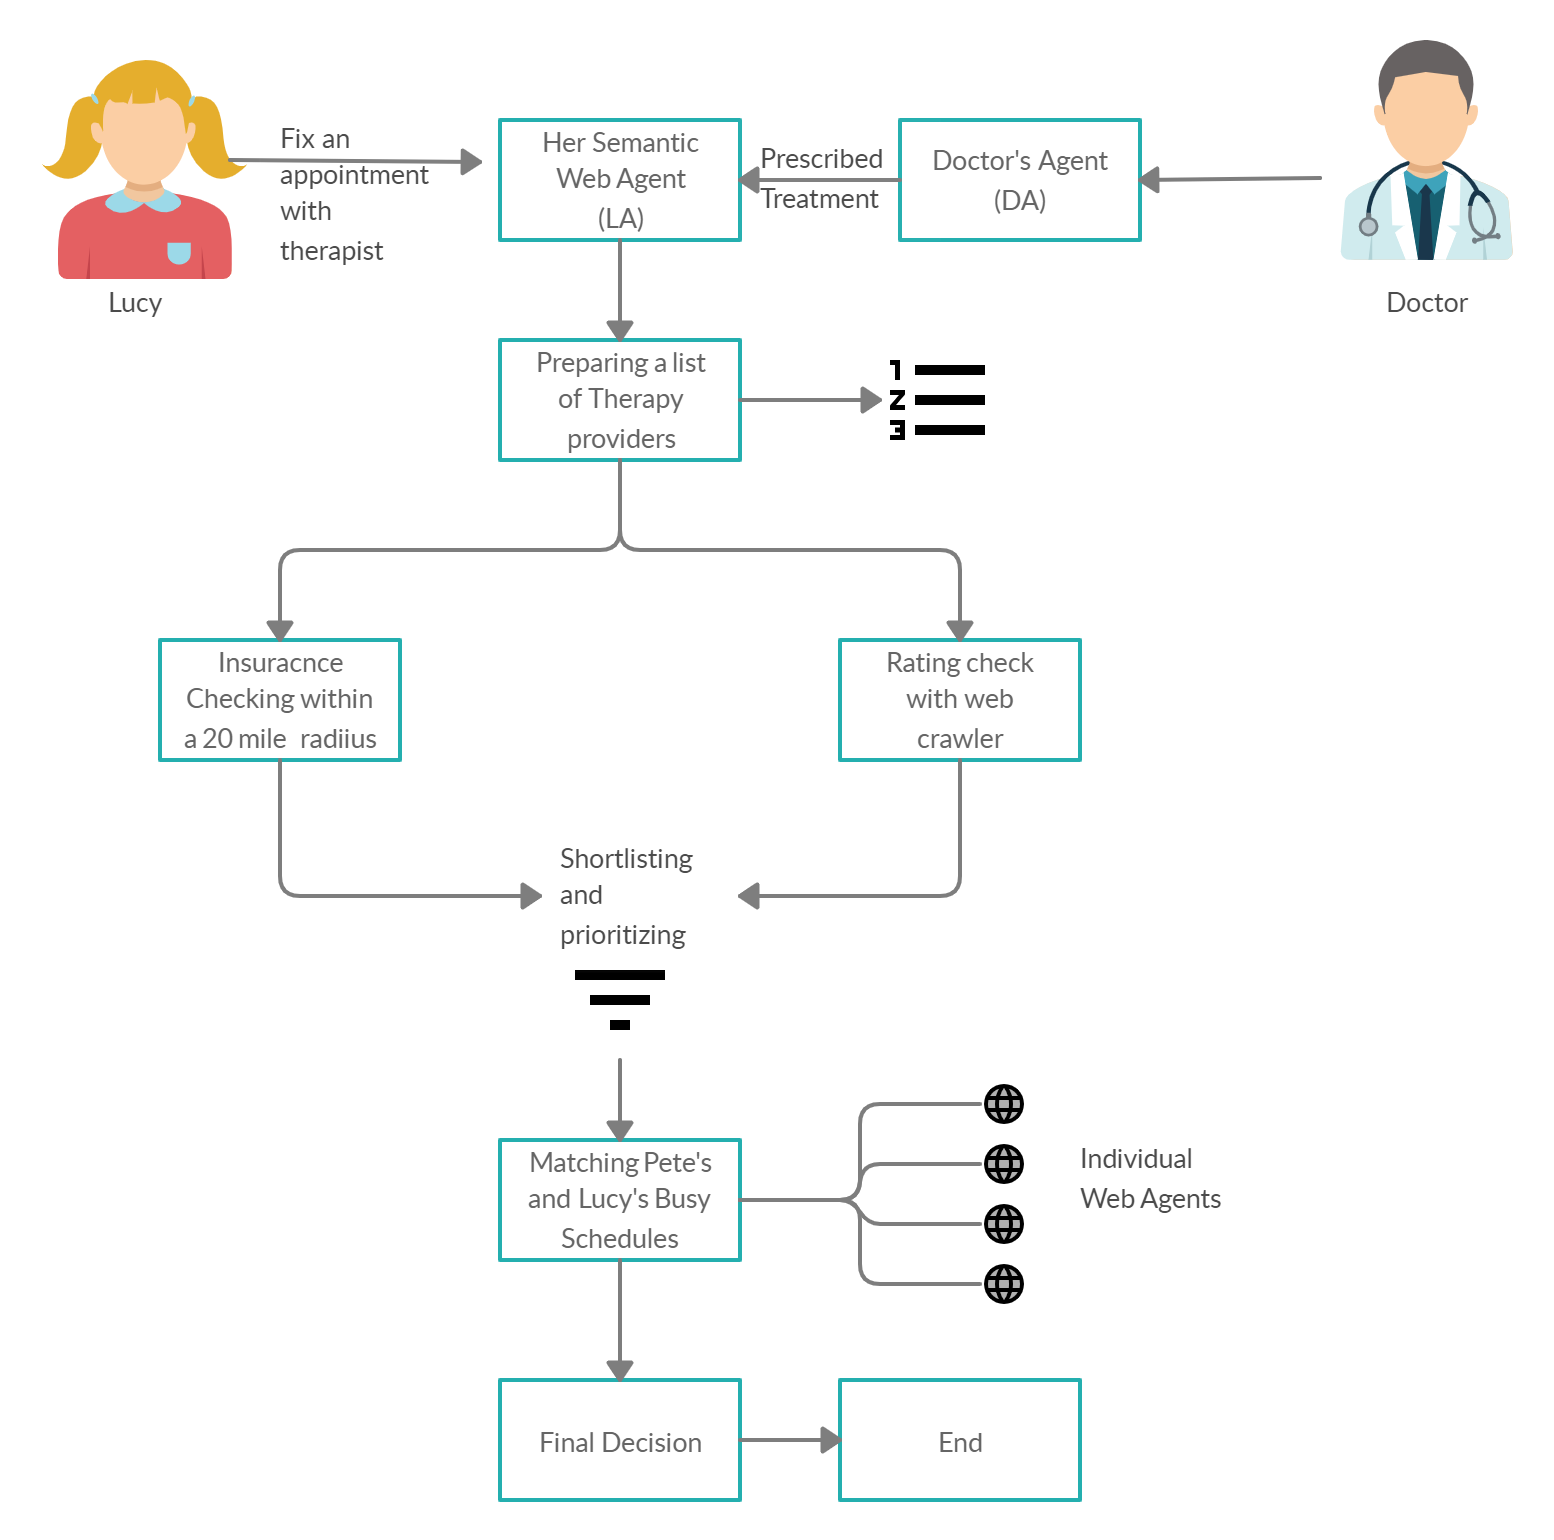 Fix an
appointment
with
therapist
Lucy
Her Semantic
Web Agent
(LA)
Prescribed
Treatment
Doctor's Agent
(DA)
Doctor
Preparing a list
of Therapy
providers
1
2
3
Insuracnce
Checking within
a 20 mile radiius
Rating check
with web
crawler
Shortlisting
and
prioritizing
Matching Pete's
and Lucy's Busy
Schedules
Individual
Web Agents
Final Decision
End